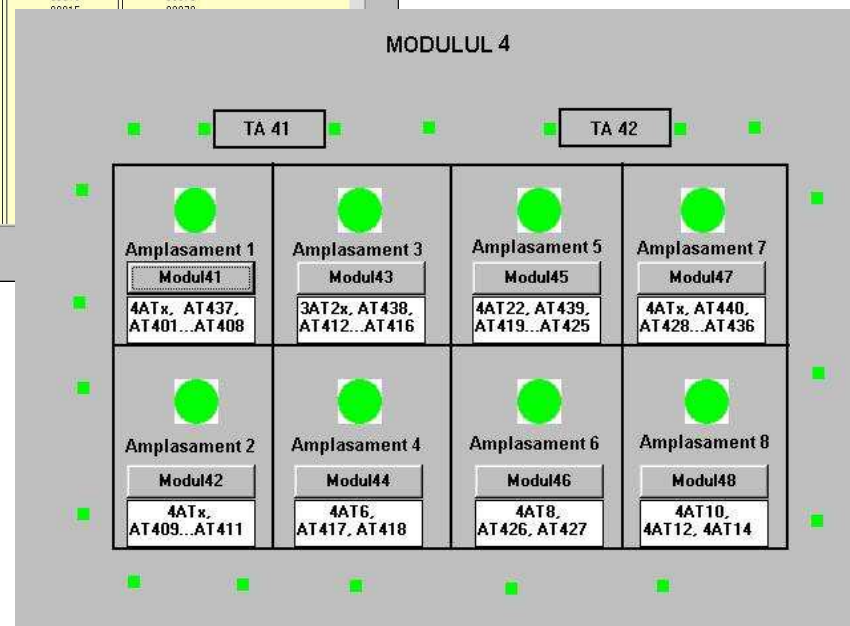 MODULUL 4
TA 41
TA 42
Amplasament 1
Modul41
4ATx, AT437,
AT401...AT408
Amplasament 3
Modul43
3AT2x, AT438,
AT412...AT416
Amplasament 5
Modul45
4AT22, AT439,
AT419...AT425
Amplasament 7
Modul47
4ATx, AT440,
AT428...AT436
Amplasament 2
Modul42
4ATx,
AT409...AT411
Amplasament 4
Modul44
4AT6,
AT417, AT418
Amplasament 6
Modul46
4AT8,
AT426, AT427
Amplasament 8
Modul48
4AT10,
4AT12, 4AT14